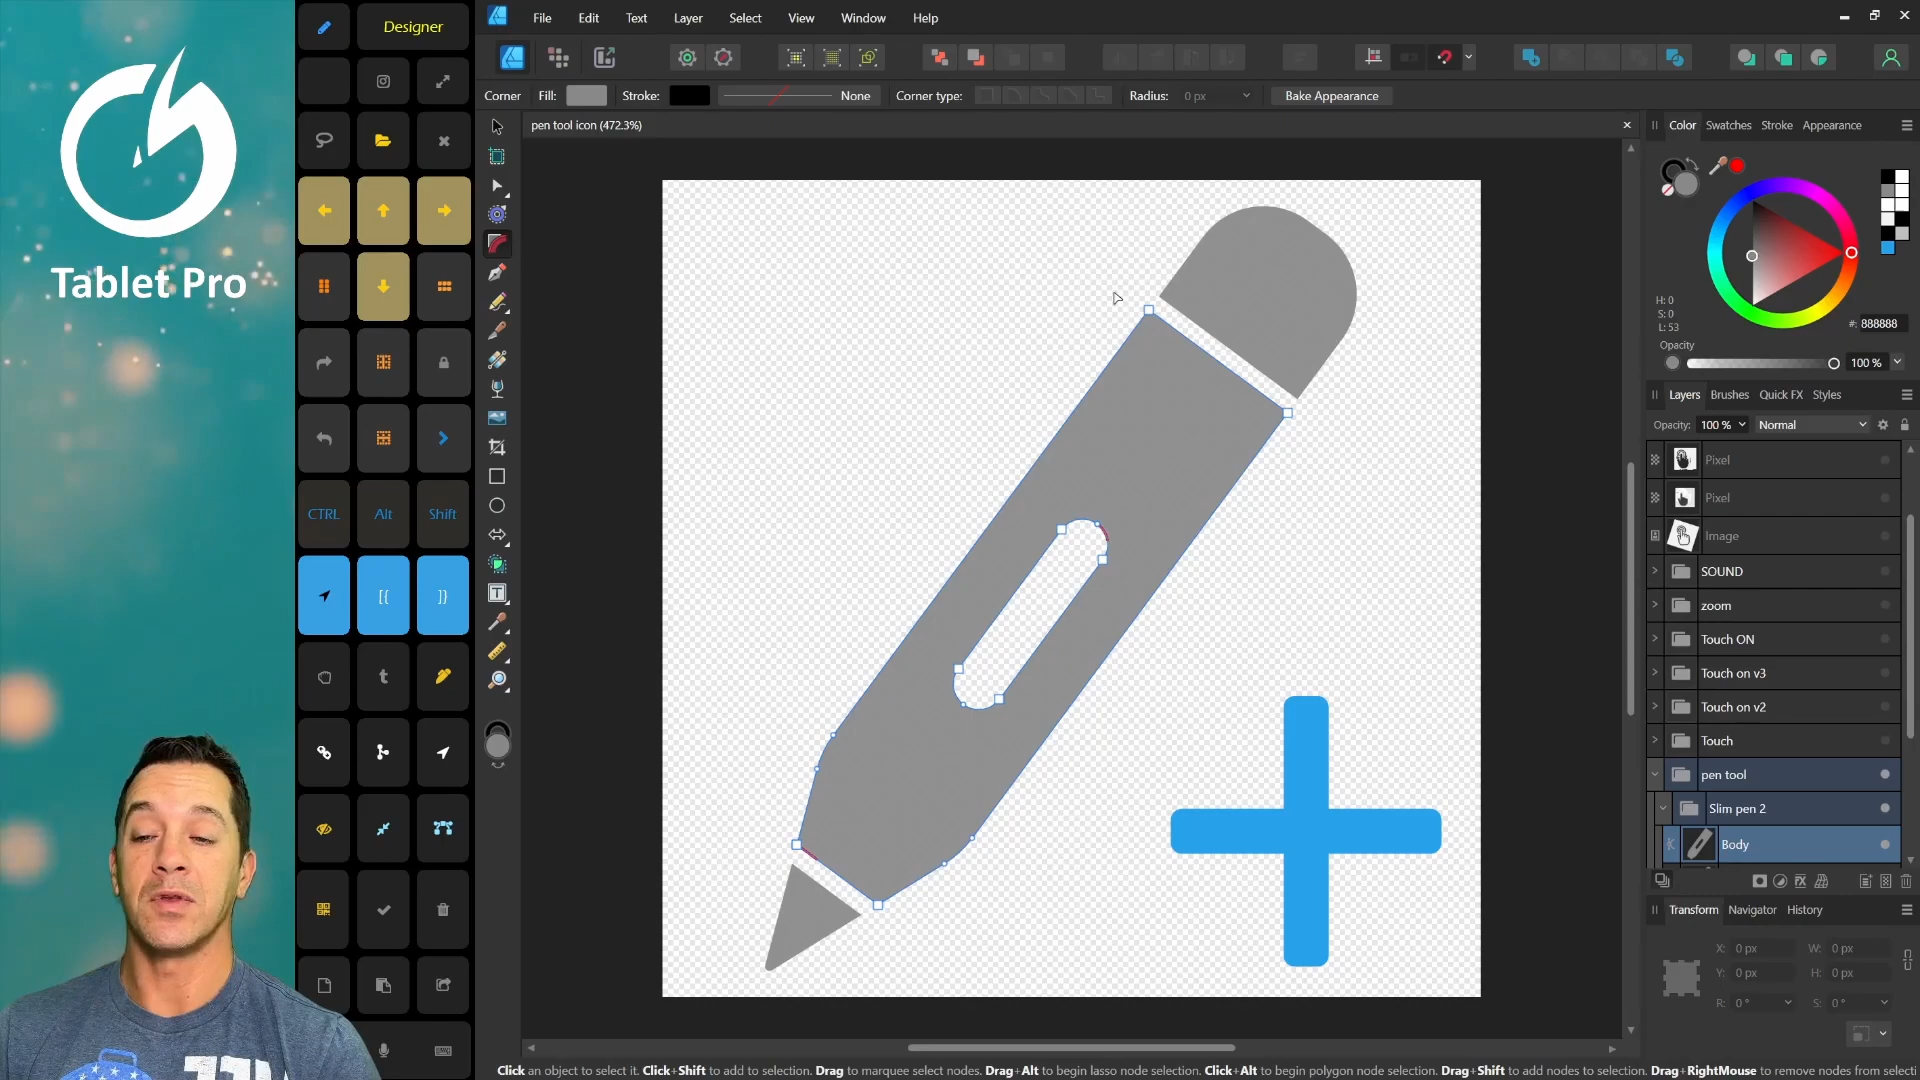 Tablet Pro
Designer
CTRL
Alt
Shift
[{
]}
t
File
Edit
Text
Layer
Select
View
Window
Help
Corner
Fill:
Stroke:
None
Corner type:
Radius:
0 px
Bake Appearance
pen tool icon (472.3%)
Color
Swatches
Stroke
Appearance
H: 0
S: 0
L: 53
#: 888888
Opacity
100 %
Layers
Brushes
Quick FX
Styles
Opacity:
100 %
Normal
Pixel
Pixel
Image
SOUND
zoom
Touch ON
Touch on v3
Touch on v2
Touch
pen tool
Slim pen 2
Body
Transform
Navigator
History
X: 0 px
W: 0 px
Y: 0 px
H: 0 px
R: 0 °
S: 0 °
Click an object to select it. Click+Shift to add to selection. Drag to marquee select nodes. Drag+Alt to begin lasso node selection. Click+Alt to begin polygon node selection. Drag+Shift to add nodes to selection. Drag+RightMouse to remove nodes from selecti